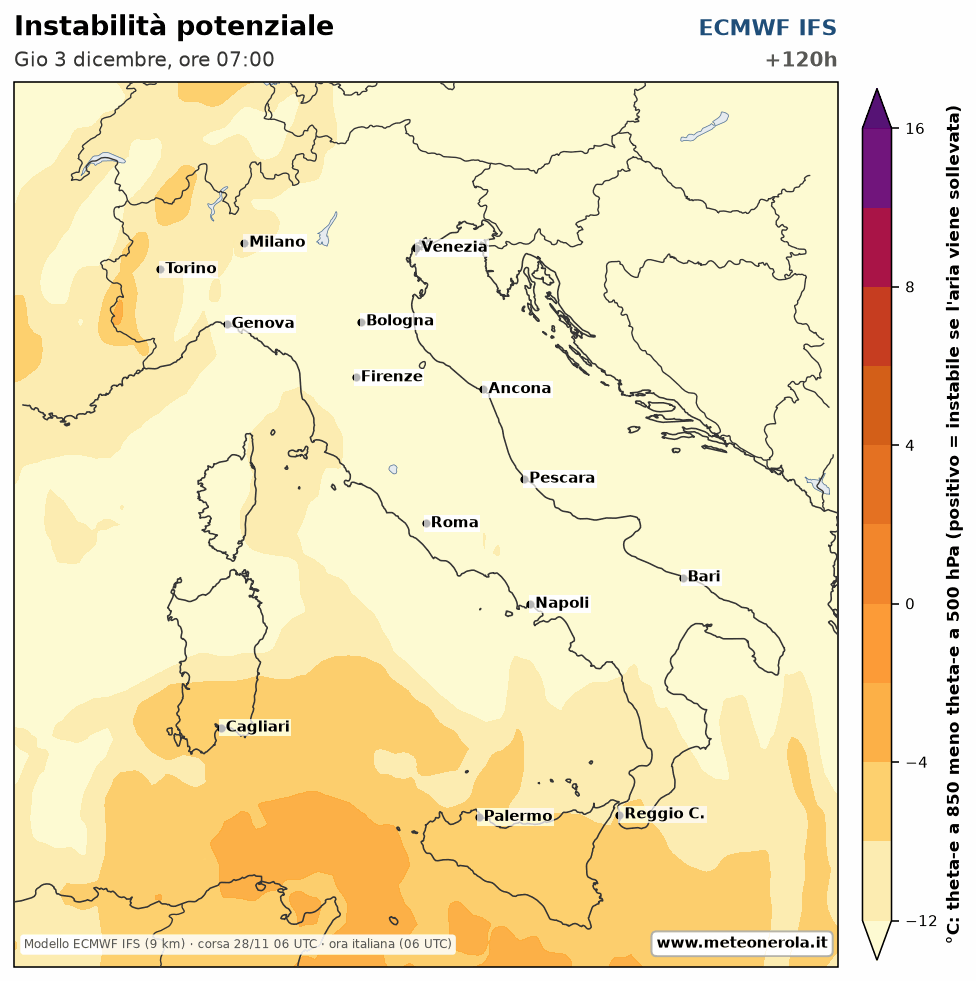 Instabilità potenziale
ECMWF IFS
Gio 3 dicembre, ore 07:00
+120h
16
8
4
0
−4
−12
°C: theta-e a 850 meno theta-e a 500 hPa (positivo = instabile se l'aria viene sollevata)
Milano
Venezia
Torino
Genova
Bologna
Firenze
Ancona
Pescara
Roma
Bari
Napoli
Cagliari
Palermo
Reggio C.
Modello ECMWF IFS (9 km) · corsa 28/11 06 UTC · ora italiana (06 UTC)
www.meteonerola.it